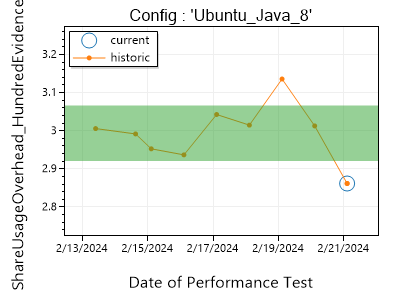 Config : 'Ubuntu_Java_8'
current
historic
ShareUsageOverhead_HundredEvidence
3.2
3.1
3
2.9
2.8
2/13/2024 2/15/2024 2/17/2024 2/19/2024 2/21/2024
Date of Performance Test